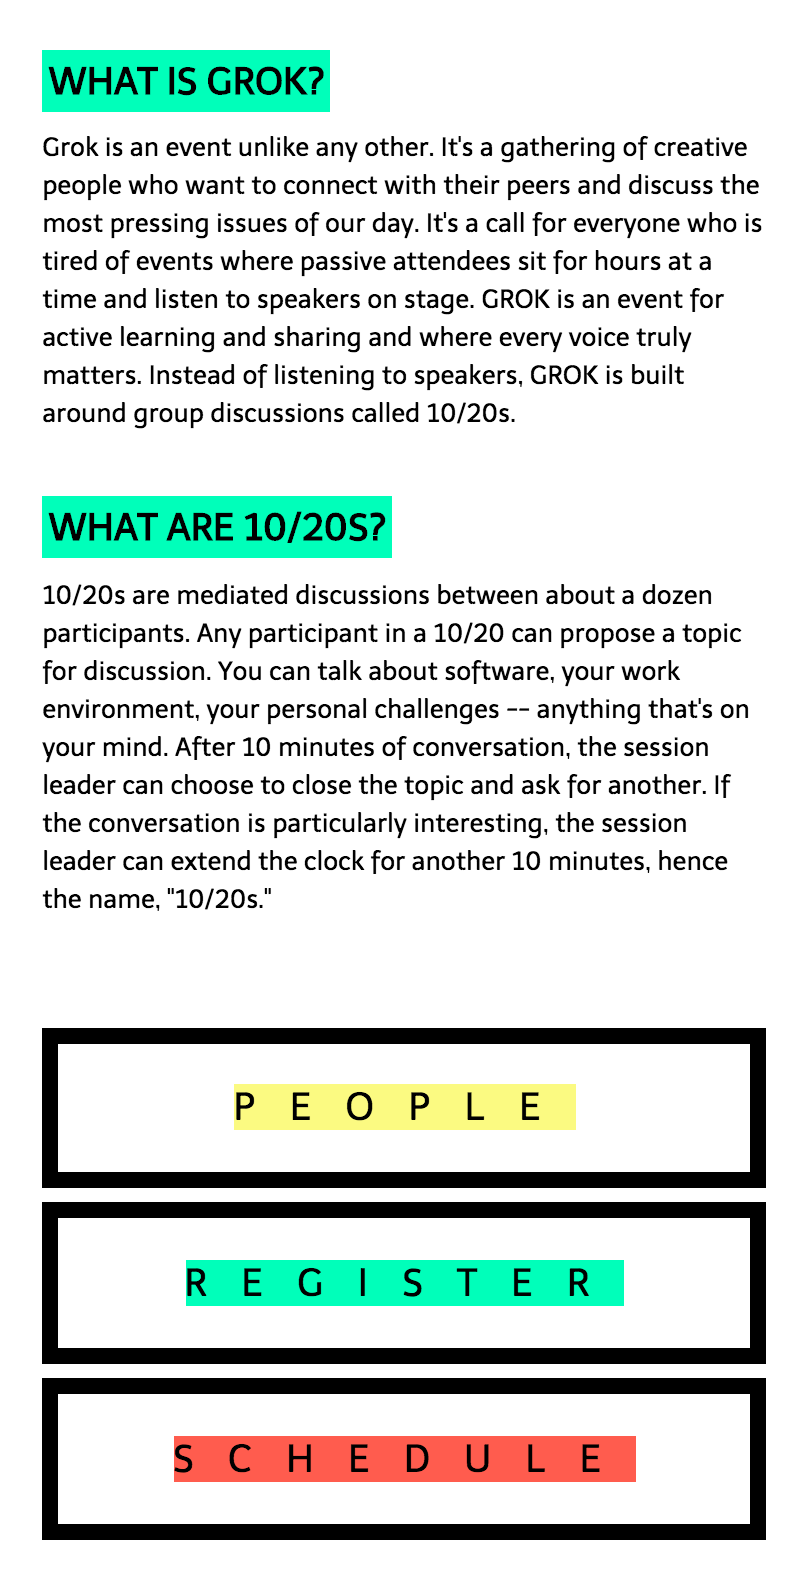 WHAT IS GROK?
Grok is an event unlike any other. It's a gathering of creative
people who want to connect with their peers and discuss the
most pressing issues of our day. It's a call for everyone who is
tired of events where passive attendees sit for hours at a
time and listen to speakers on stage. GROK is an event for
active learning and sharing and where every voice truly
matters. Instead of listening to speakers, GROK is built
around group discussions called 10/20s.
WHAT ARE 10/20S?
10/20s are mediated discussions between about a dozen
participants. Any participant in a 10/20 can propose a topic
for discussion. You can talk about software, your work
environment, your personal challenges -- anything that's on
your mind. After 10 minutes of conversation, the session
leader can choose to close the topic and ask for another. If
the conversation is particularly interesting, the session
leader can extend the clock for another 10 minutes, hence
the name, "10/20s."
PEOPLE
REGISTER
SCHEDULE